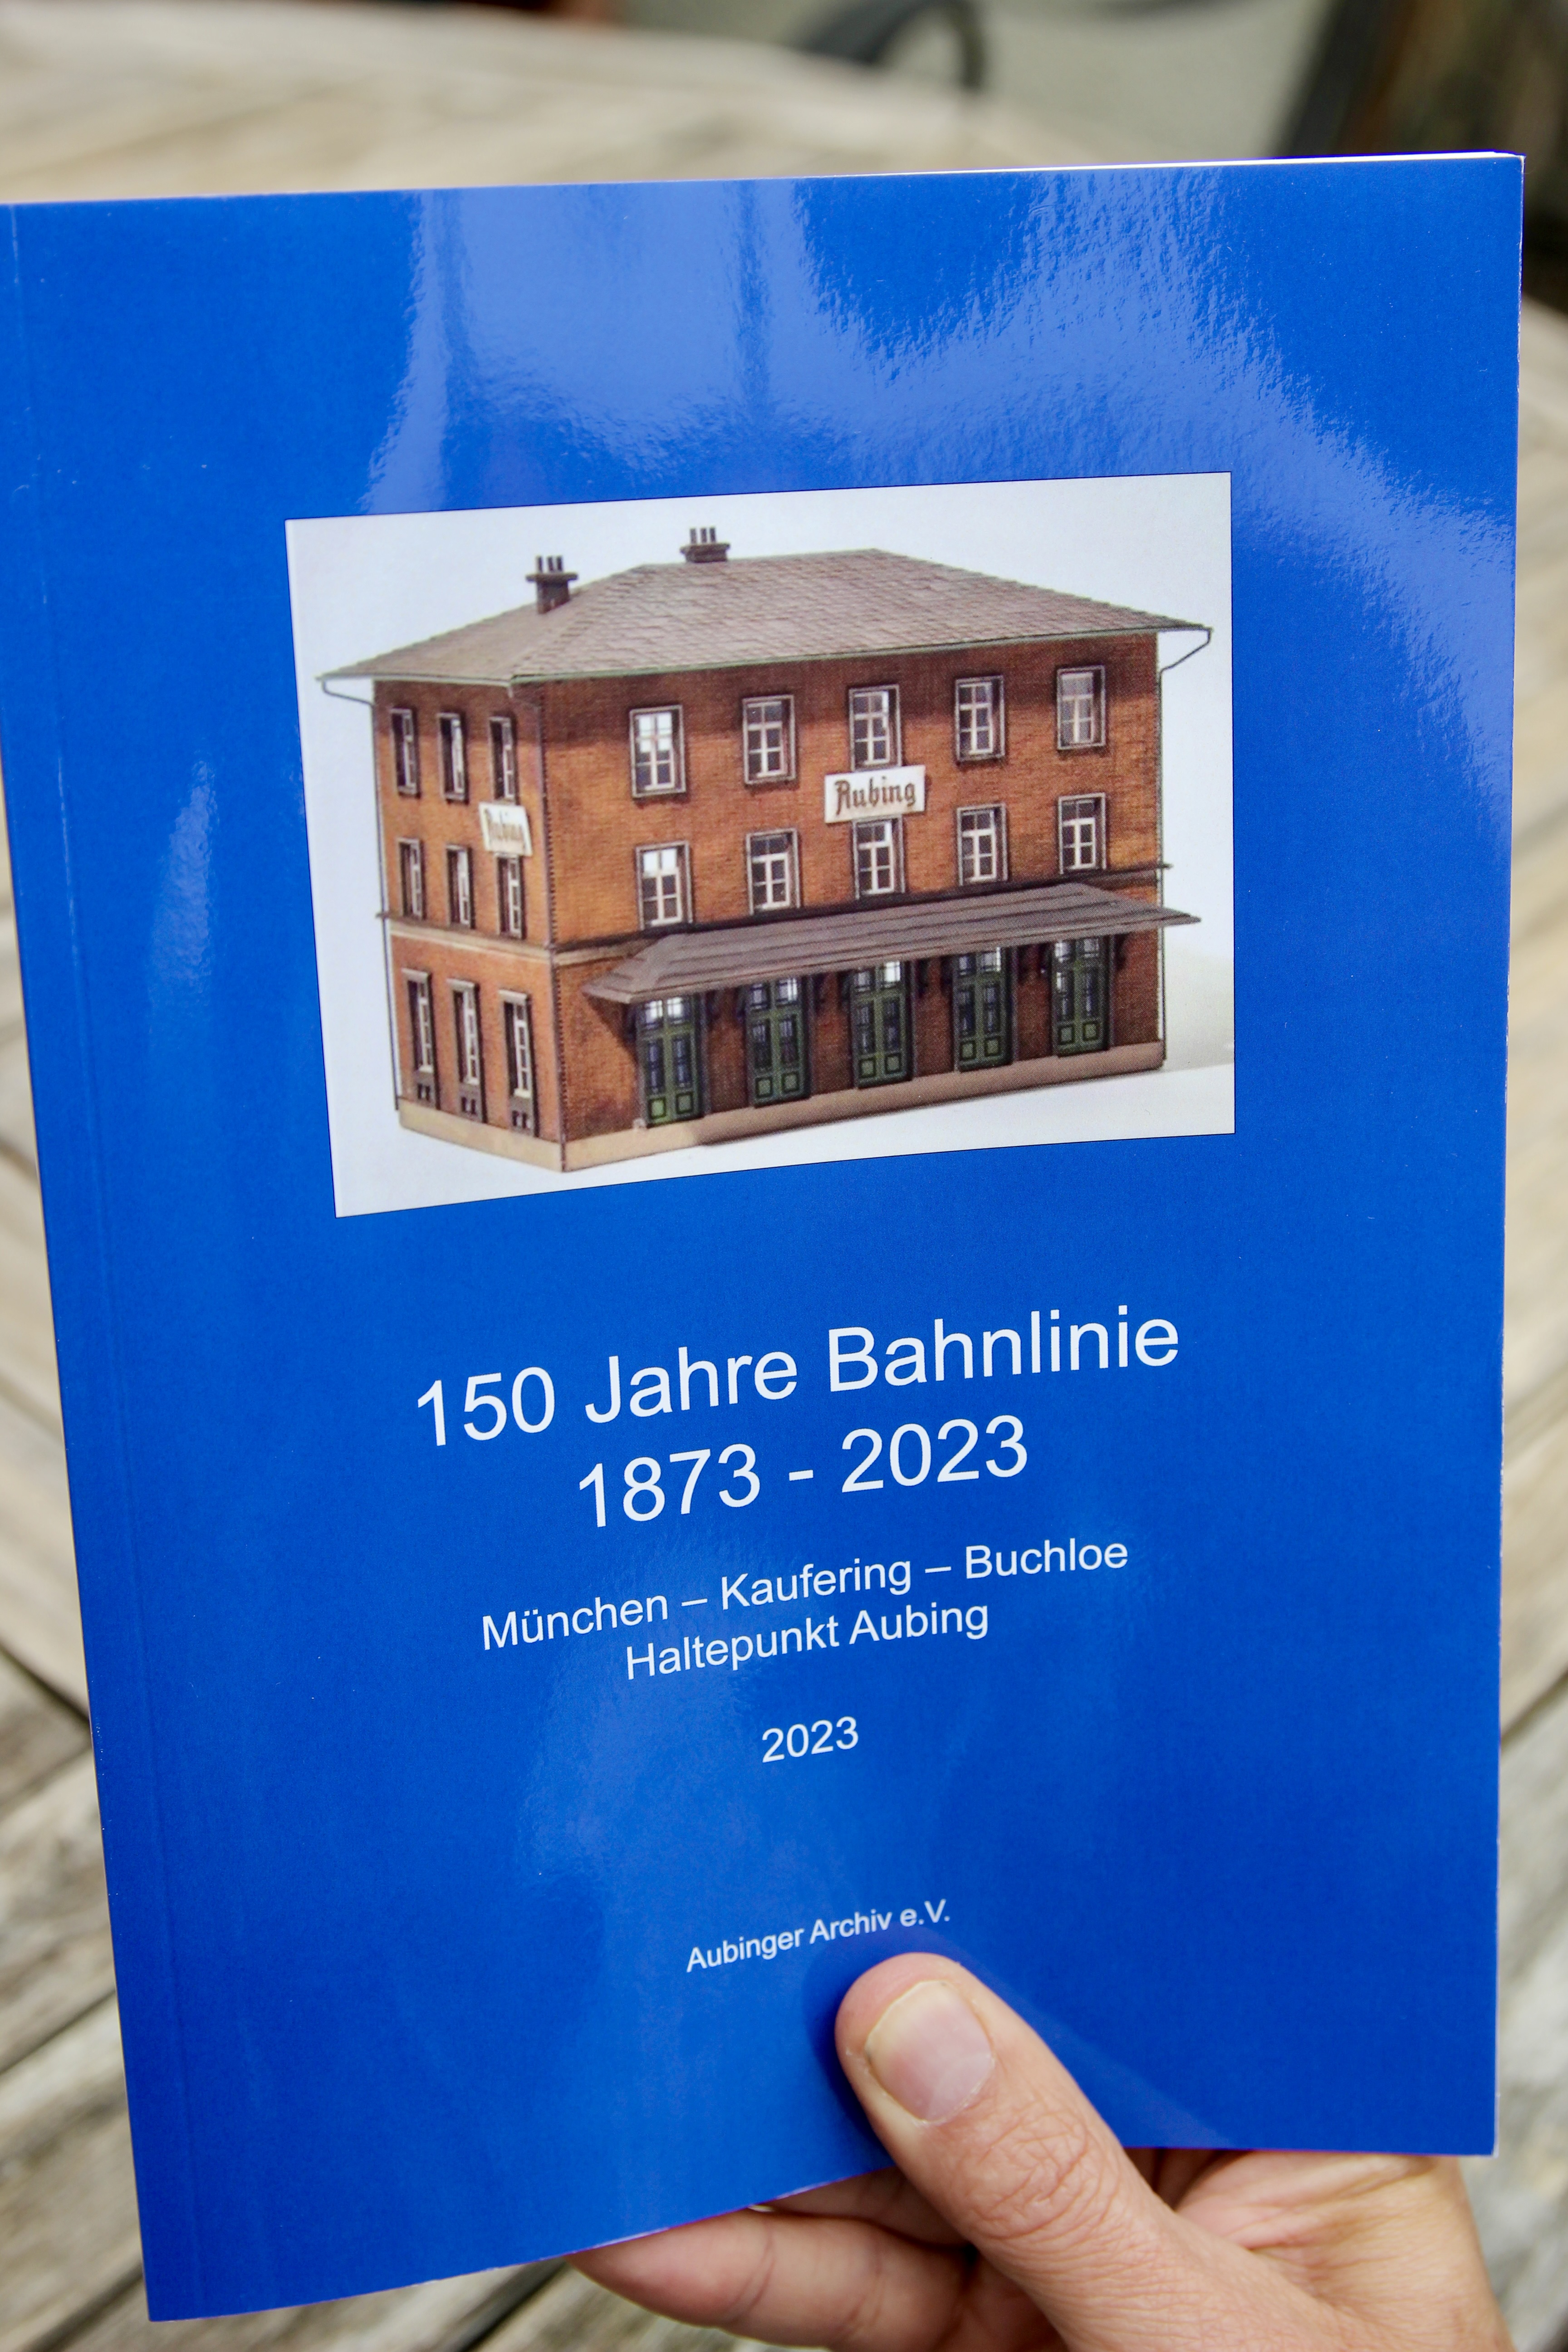 Aubing
Aubing
150 Jahre Bahnlinie
1873 - 2023
München – Kaufering – Buchloe
Haltepunkt Aubing
2023
Aubinger Archiv e.V.